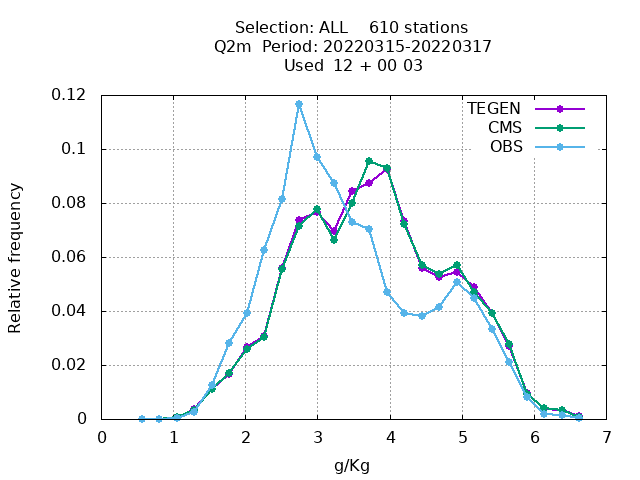 Selection: ALL    610 stations
Q2m  Period: 20220315-20220317
Used  12 + 00 03
TEGEN
CMS
OBS
0.12
0.1
0.08
0.06
0.04
0.02
0
Relative frequency
0 1 2 3 4 5 6 7
g/Kg